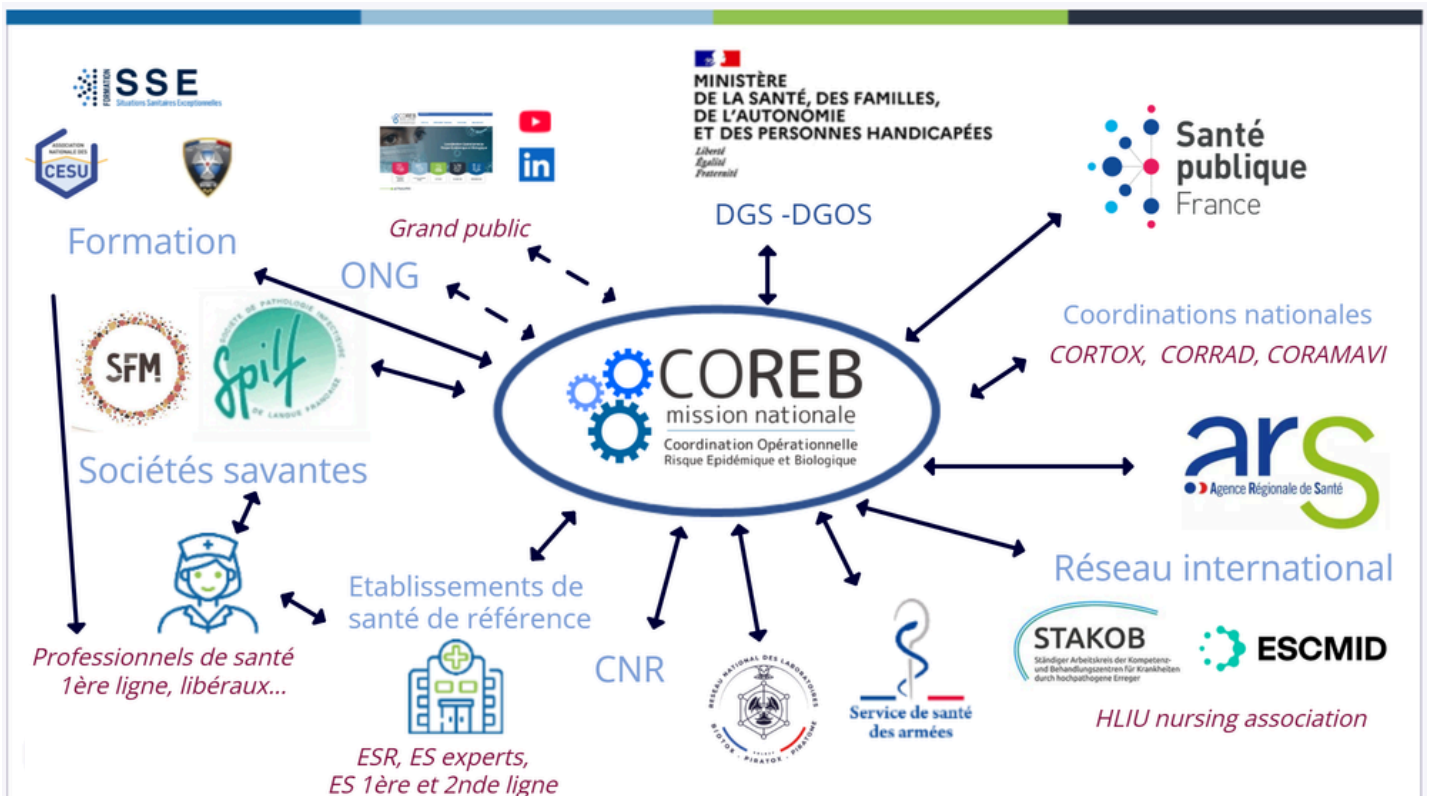 FORMATION
SSE
Situations Sanitaires Exceptionnelles
ASSOCIATION
NATIONALE DES
CESU
COREB
in
Grand public
MINISTÈRE
DE LA SANTÉ, DES FAMILLES,
DE L'AUTONOMIE
ET DES PERSONNES HANDICAPÉES
Liberté
Égalité
Fraternité
DGS -DGOS
Santé
publique
France
Formation
ONG
SFM
SOCIÉTÉ DE PATHOLOGIE INFECTIEUSE
Spilf
DE LANGUE FRANÇAISE
Sociétés savantes
COREB
mission nationale
Coordination Opérationnelle
Risque Epidémique et Biologique
Coordinations nationales
CORTOX, CORRAD, CORAMAVI
ars
Agence Régionale de Santé
Réseau international
STAKOB
Ständiger Arbeitskreis der Kompetenz-
und Behandlungszentren für Krankheiten
durch hochpathogene Erreger
ESCMID
HLIU nursing association
Professionnels de santé
1ère ligne, libéraux...
Etablissements de
santé de référence
ESR, ES experts,
ES 1ère et 2nde ligne
CNR
RESEAU NATIONAL DES LABORATOIRES
BIOTOX - PIRATOX - PIRATOME
Service de santé
des armées